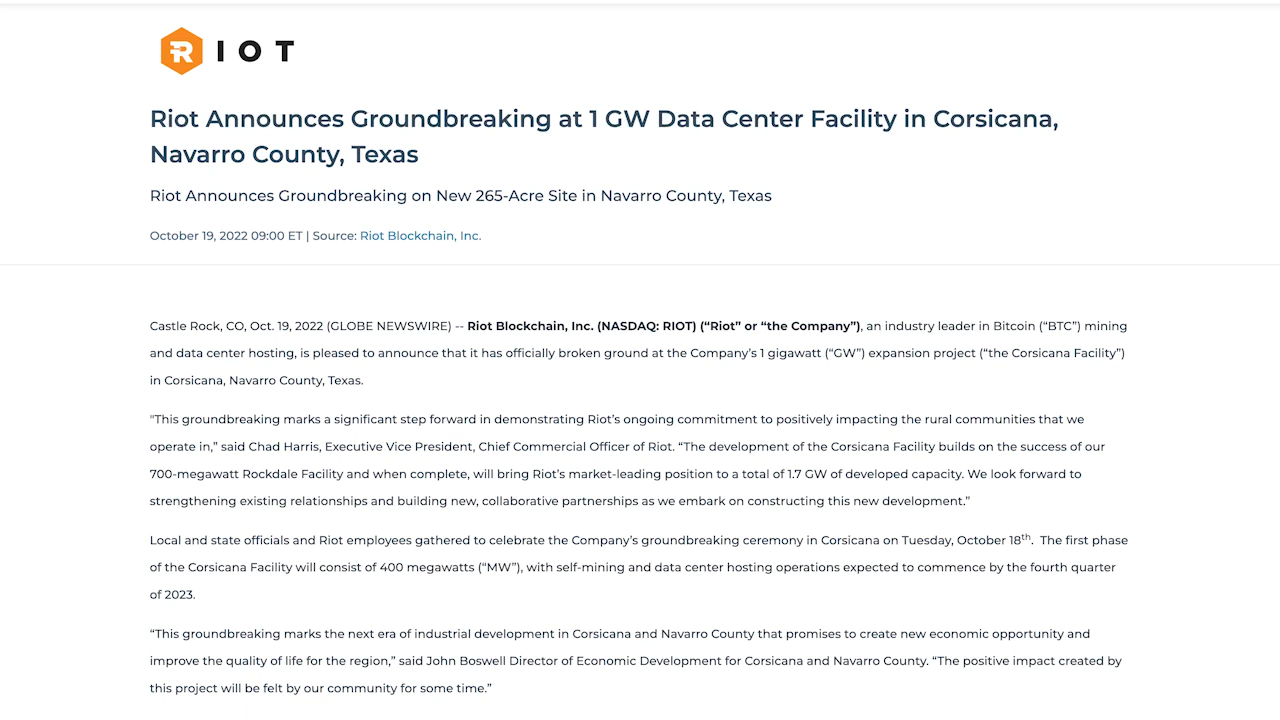 RIOT
Riot Announces Groundbreaking at 1 GW Data Center Facility in Corsicana,
Navarro County, Texas
Riot Announces Groundbreaking on New 265-Acre Site in Navarro County, Texas
October 19, 2022 09:00 ET | Source: Riot Blockchain, Inc.
Castle Rock, CO, Oct. 19, 2022 (GLOBE NEWSWIRE) -- Riot Blockchain, Inc. (NASDAQ: RIOT) (“Riot” or “the Company”), an industry leader in Bitcoin (“BTC”) mining
and data center hosting, is pleased to announce that it has officially broken ground at the Company’s 1 gigawatt (“GW”) expansion project (“the Corsicana Facility”)
in Corsicana, Navarro County, Texas.
"This groundbreaking marks a significant step forward in demonstrating Riot’s ongoing commitment to positively impacting the rural communities that we
operate in,” said Chad Harris, Executive Vice President, Chief Commercial Officer of Riot. “The development of the Corsicana Facility builds on the success of our
700-megawatt Rockdale Facility and when complete, will bring Riot’s market-leading position to a total of 1.7 GW of developed capacity. We look forward to
strengthening existing relationships and building new, collaborative partnerships as we embark on constructing this new development.”
Local and state officials and Riot employees gathered to celebrate the Company’s groundbreaking ceremony in Corsicana on Tuesday, October 18th.  The first phase
of the Corsicana Facility will consist of 400 megawatts (“MW”), with self-mining and data center hosting operations expected to commence by the fourth quarter
of 2023.
“This groundbreaking marks the next era of industrial development in Corsicana and Navarro County that promises to create new economic opportunity and
improve the quality of life for the region,” said John Boswell Director of Economic Development for Corsicana and Navarro County. “The positive impact created by
this project will be felt by our community for some time.”